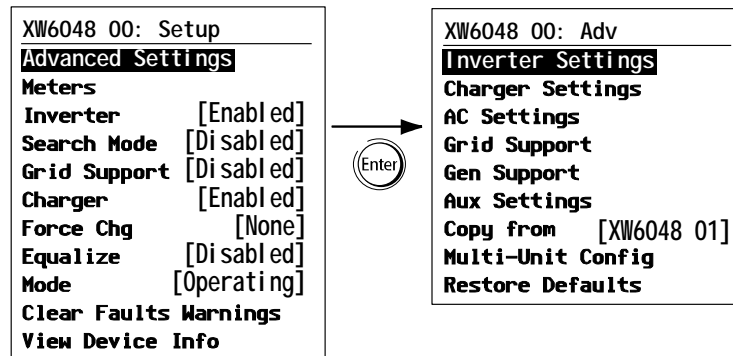 XW6048 00: Setup
Advanced Settings
Meters
Inverter [Enabled]
Search Mode [Disabled]
Grid Support [Disabled]
Charger [Enabled]
Force Chg [None]
Equalize [Disabled]
Mode [Operating]
Clear Faults Warnings
View Device Info
Enter
XW6048 00: Adv
Inverter Settings
Charger Settings
AC Settings
Grid Support
Gen Support
Aux Settings
Copy from [XW6048 01]
Multi-Unit Config
Restore Defaults